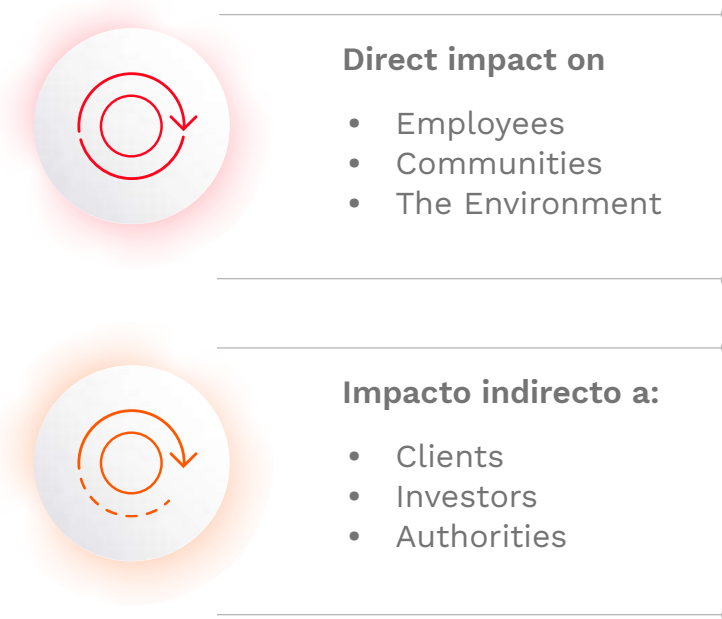 Direct impact on
• Employees
• Communities
• The Environment
Impacto indirecto a:
• Clients
• Investors
• Authorities